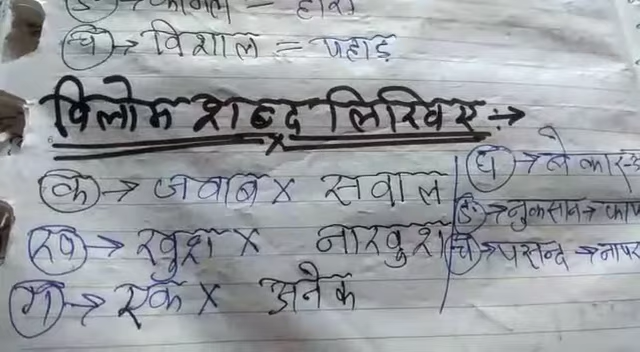 (च)→ विशाल = पहाड़
विलोम शब्द लिखिए :→
(क)→ जवाब × सवाल
(ख)→ खुश × नाखुश
(ग)→ एक × अनेक
(घ)→
(ङ)→ नुकसान →
(च)→ पसन्द →